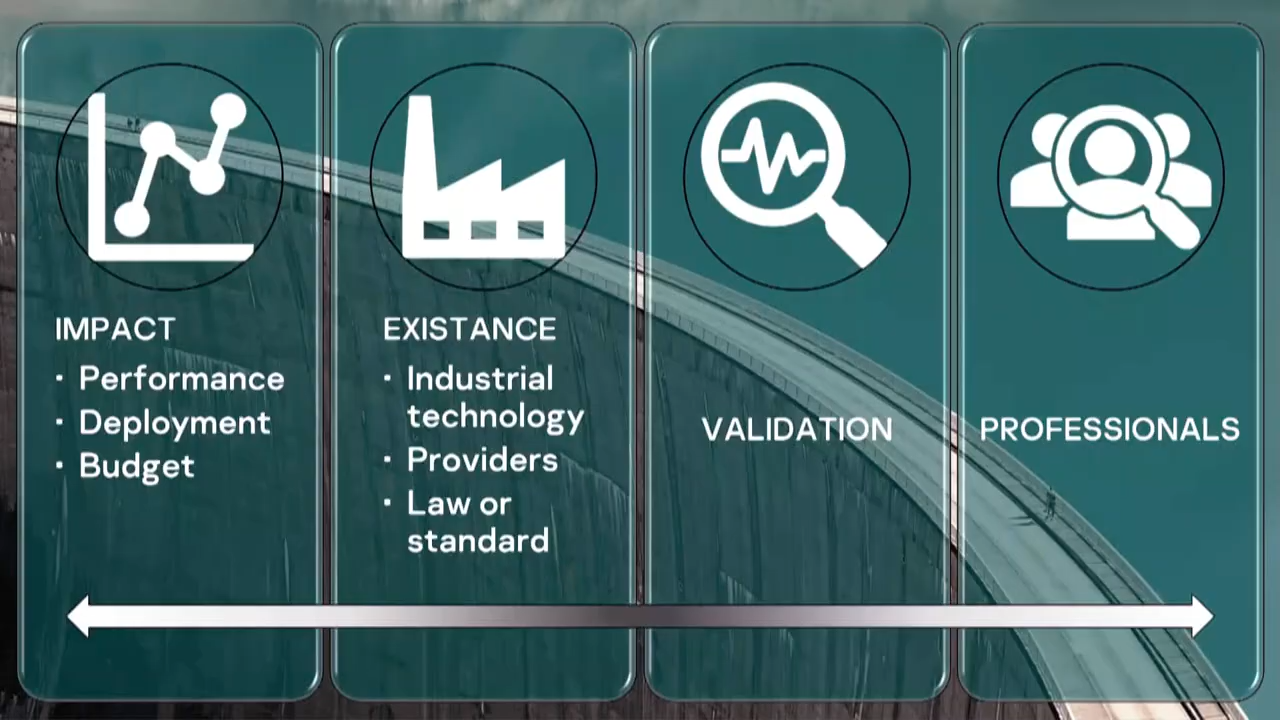 IMPACT
· Performance
· Deployment
· Budget
EXISTANCE
· Industrial
technology
· Providers
· Law or
standard
VALIDATION
PROFESSIONALS